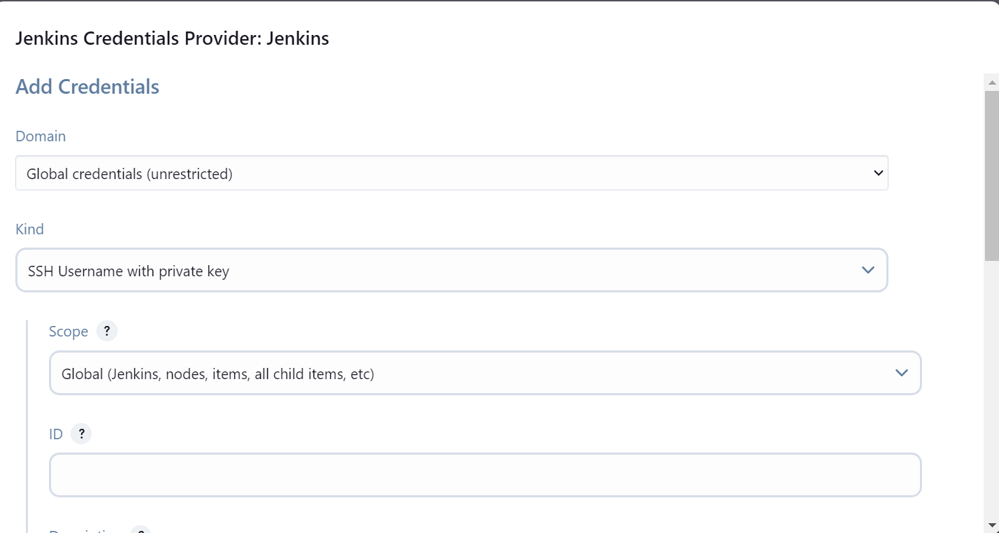 Jenkins Credentials Provider: Jenkins
Add Credentials
Domain
Global credentials (unrestricted)
Kind
SSH Username with private key
Scope ?
Global (Jenkins, nodes, items, all child items, etc)
ID ?